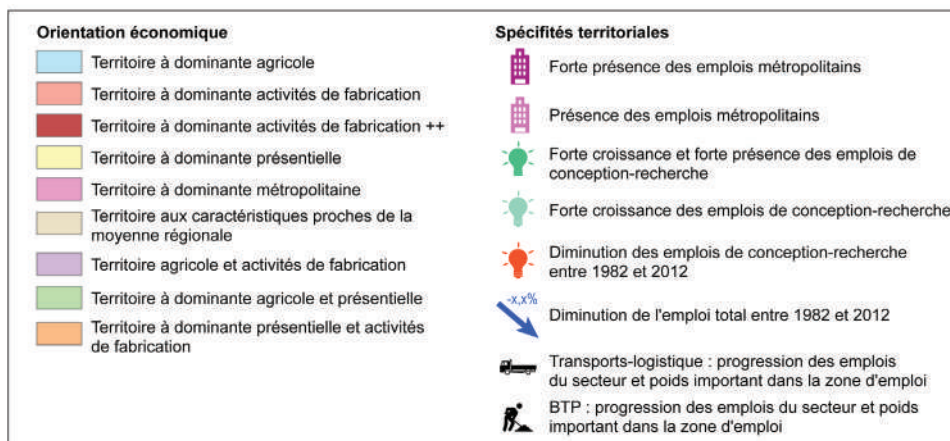 Orientation économique
Territoire à dominante agricole
Territoire à dominante activités de fabrication
Territoire à dominante activités de fabrication ++
Territoire à dominante présentielle
Territoire à dominante métropolitaine
Territoire aux caractéristiques proches de la
moyenne régionale
Territoire agricole et activités de fabrication
Territoire à dominante agricole et présentielle
Territoire à dominante présentielle et activités
de fabrication
Spécifités territoriales
Forte présence des emplois métropolitains
Présence des emplois métropolitains
Forte croissance et forte présence des emplois de
conception-recherche
Forte croissance des emplois de conception-recherche
Diminution des emplois de conception-recherche
entre 1982 et 2012
-x,x%
Diminution de l'emploi total entre 1982 et 2012
Transports-logistique : progression des emplois
du secteur et poids important dans la zone d'emploi
BTP : progression des emplois du secteur et poids
important dans la zone d'emploi